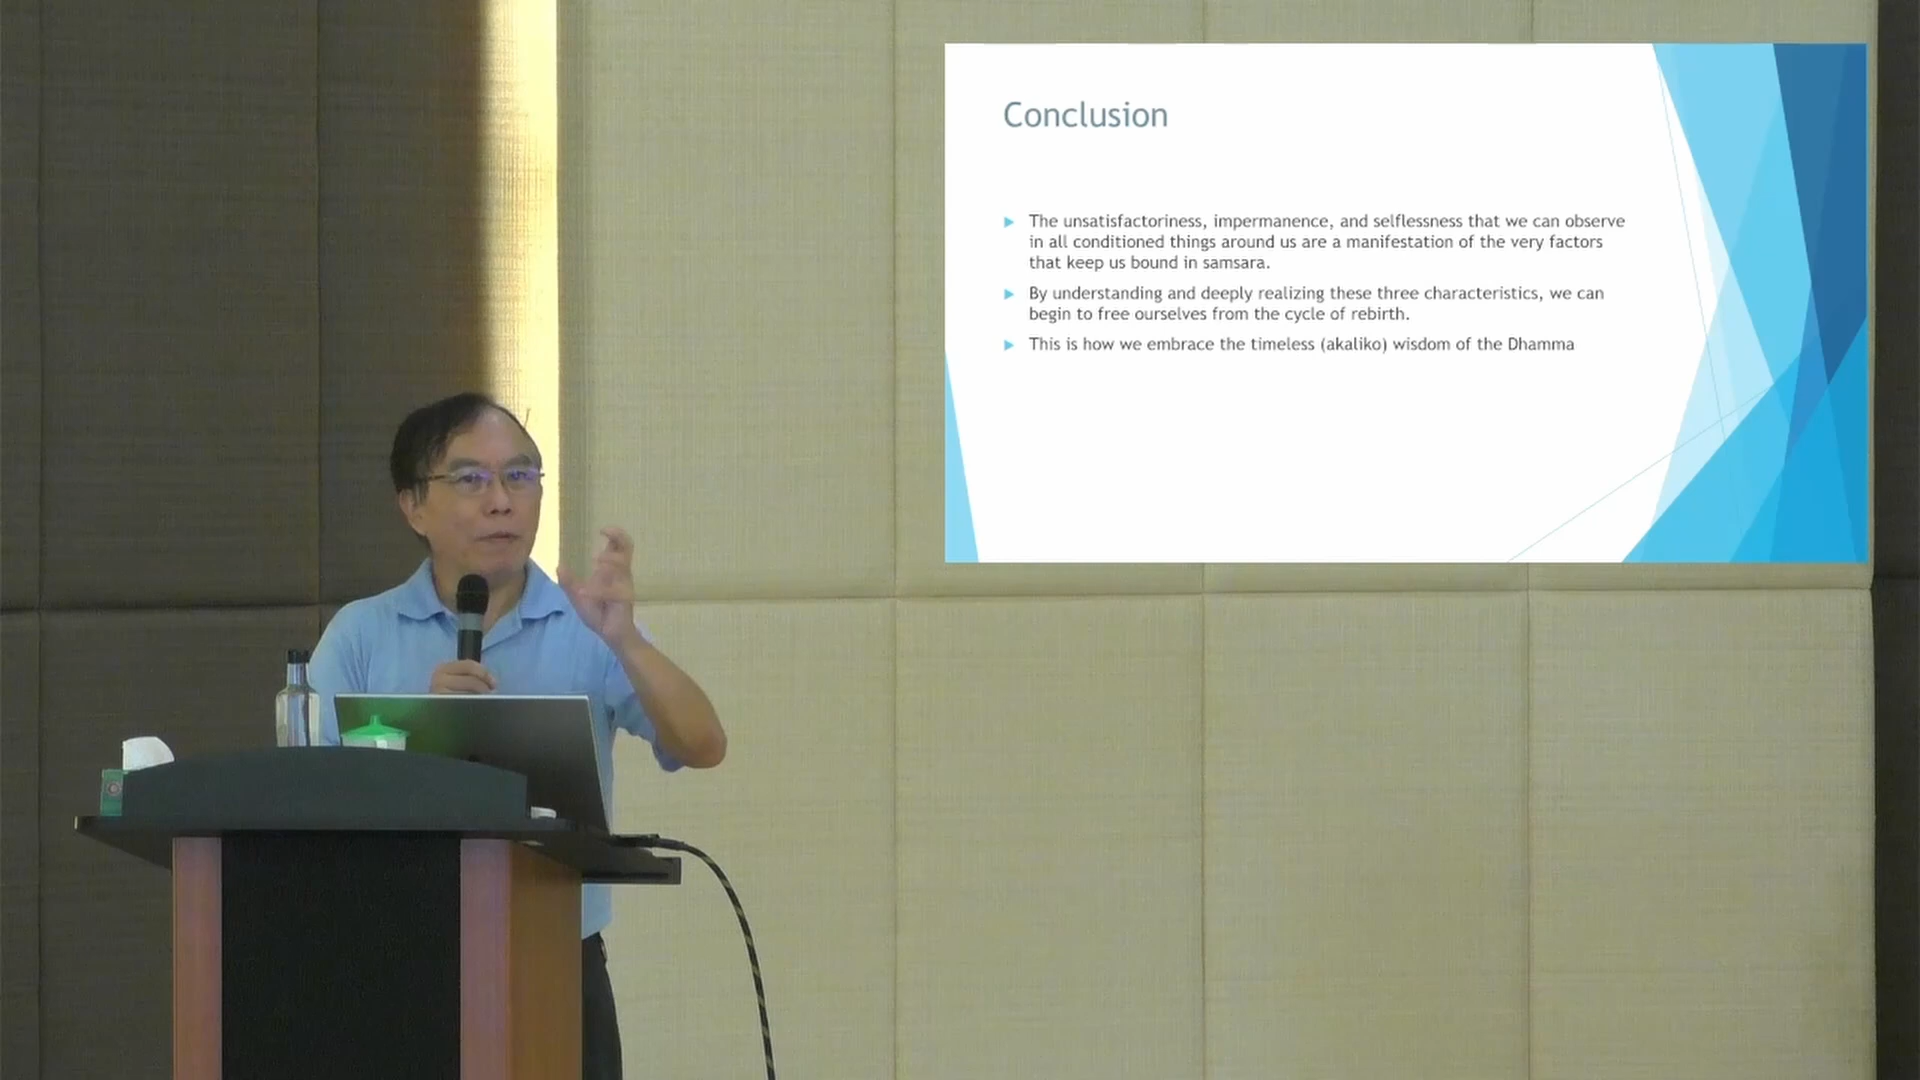 Conclusion
The unsatisfactoriness, impermanence, and selflessness that we can observe
in all conditioned things around us are a manifestation of the very factors
that keep us bound in samsara.
By understanding and deeply realizing these three characteristics, we can
begin to free ourselves from the cycle of rebirth.
This is how we embrace the timeless (akaliko) wisdom of the Dhamma